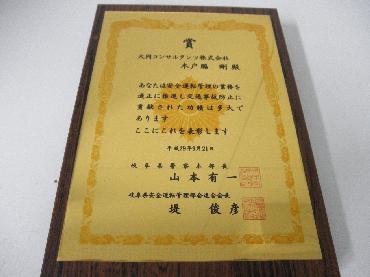 賞
大同コンサルタンツ株式会社
木戸脇 剛 殿
あなたは安全運転管理の業務を
適正に推進し交通事故防止に
貢献された功績は多大で
あります
ここにこれを表彰します
平成29年9月21日
岐阜県警察本部長
山本有一
岐阜県安全運転管理部会連合会会長
堤 俊彦